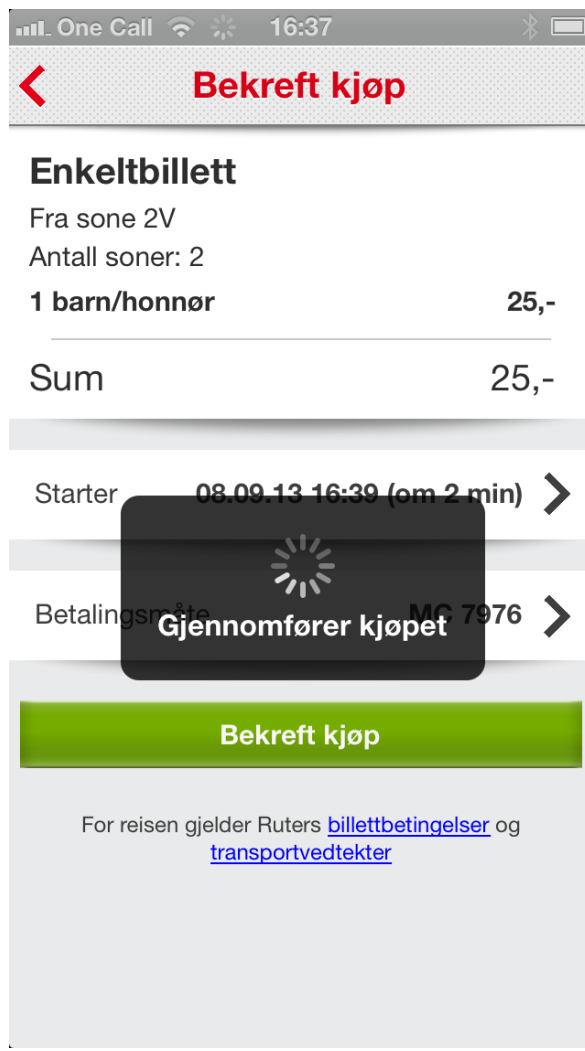 One Call 16:37
Bekreft kjøp
Enkeltbillett
Fra sone 2V
Antall soner: 2
1 barn/honnør 25,-
Sum 25,-
Starter 08.09.13 16:39 (om 2 min)
Betalingsmåte MC 7976
Gjennomfører kjøpet
Bekreft kjøp
For reisen gjelder Ruters billettbetingelser og
transportvedtekter